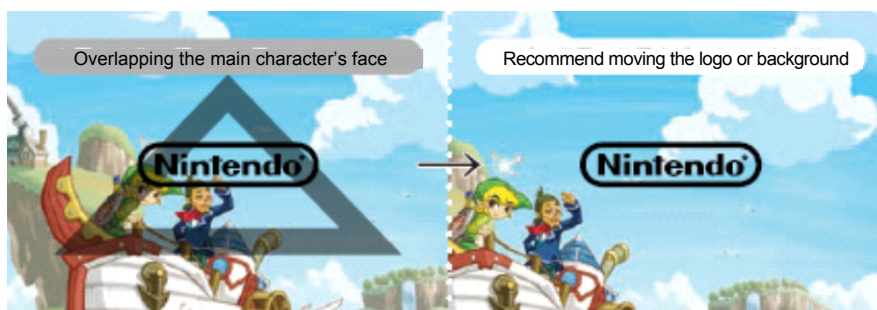 Overlapping the main character's face
Recommend moving the logo or background
Nintendo®
Nintendo®